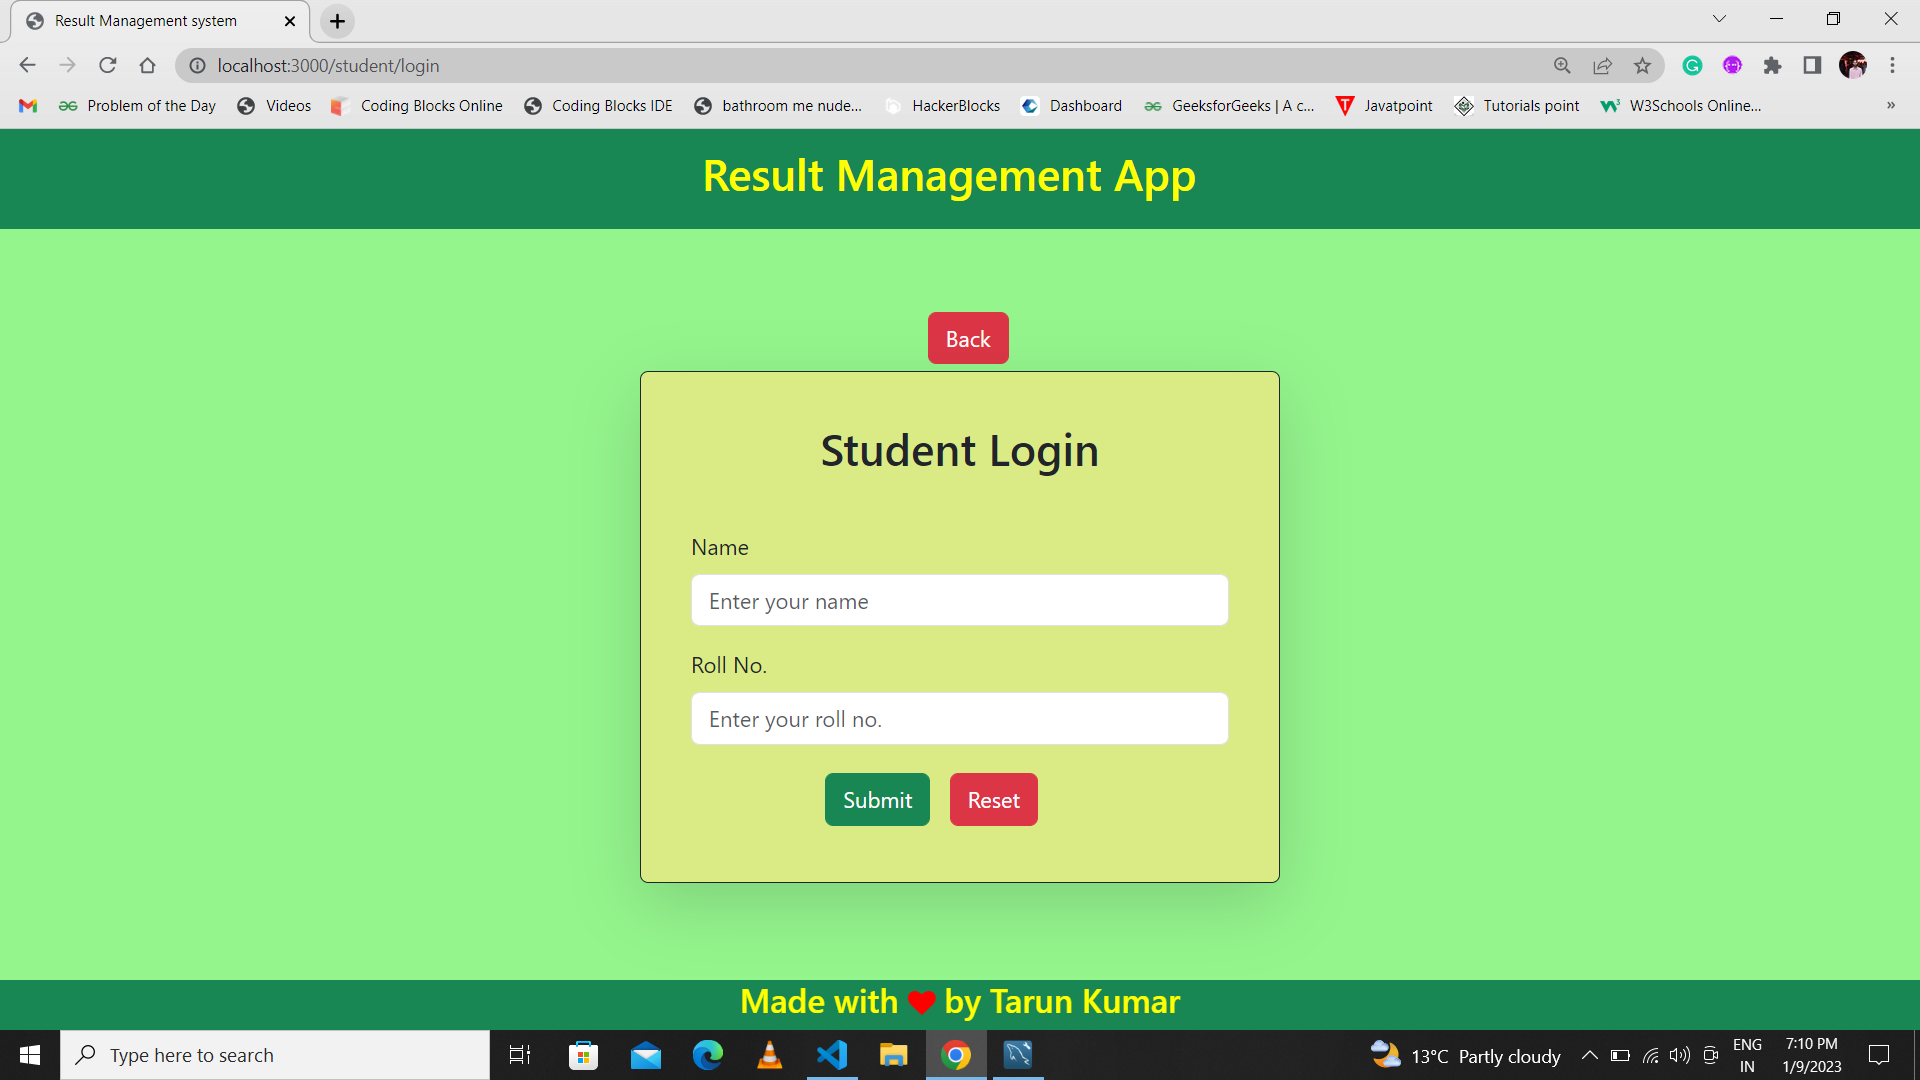 Result Management system
localhost:3000/student/login
Problem of the Day
Videos
Coding Blocks Online
Coding Blocks IDE
bathroom me nude...
HackerBlocks
Dashboard
GeeksforGeeks | A c...
Javatpoint
Tutorials point
W3Schools Online...
»
Result Management App
Back
Student Login
Name
Enter your name
Roll No.
Enter your roll no.
Submit
Reset
Made with ❤ by Tarun Kumar
Type here to search
13°C Partly cloudy
ENG
IN
7:10 PM
1/9/2023